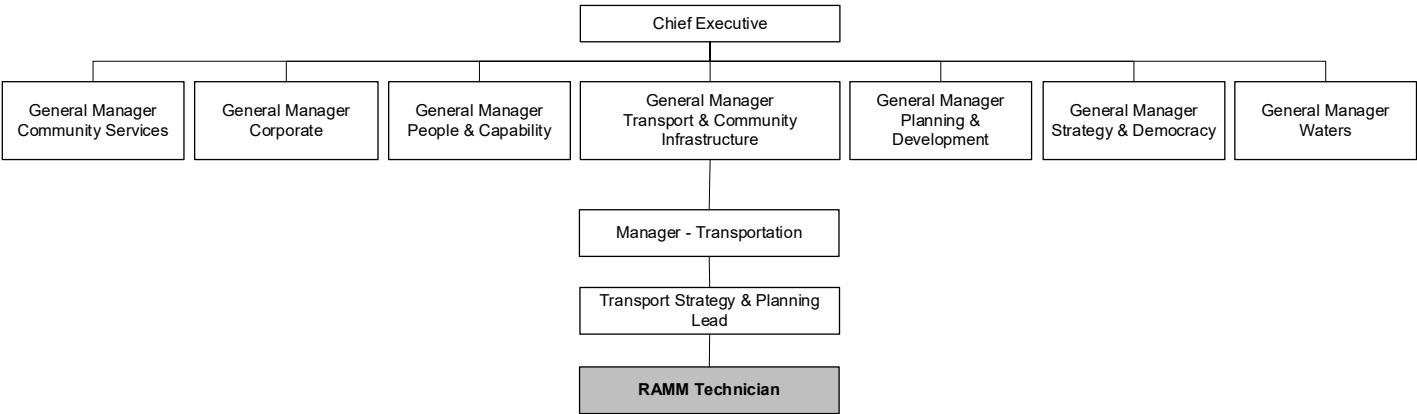 Chief Executive
General Manager
Community Services
General Manager
Corporate
General Manager
People & Capability
General Manager
Transport & Community
Infrastructure
General Manager
Planning &
Development
General Manager
Strategy & Democracy
General Manager
Waters
Manager - Transportation
Transport Strategy & Planning
Lead
RAMM Technician